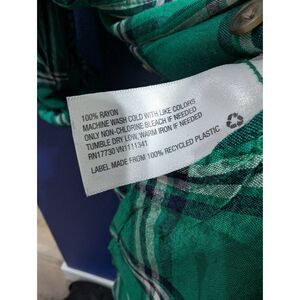 100% RAYON
MACHINE WASH COLD WITH LIKE COLORS
ONLY NON-CHLORINE BLEACH IF NEEDED
TUMBLE DRY LOW, WARM IRON IF NEEDED
RN17730 VN1111341
LABEL MADE FROM 100% RECYCLED PLASTIC